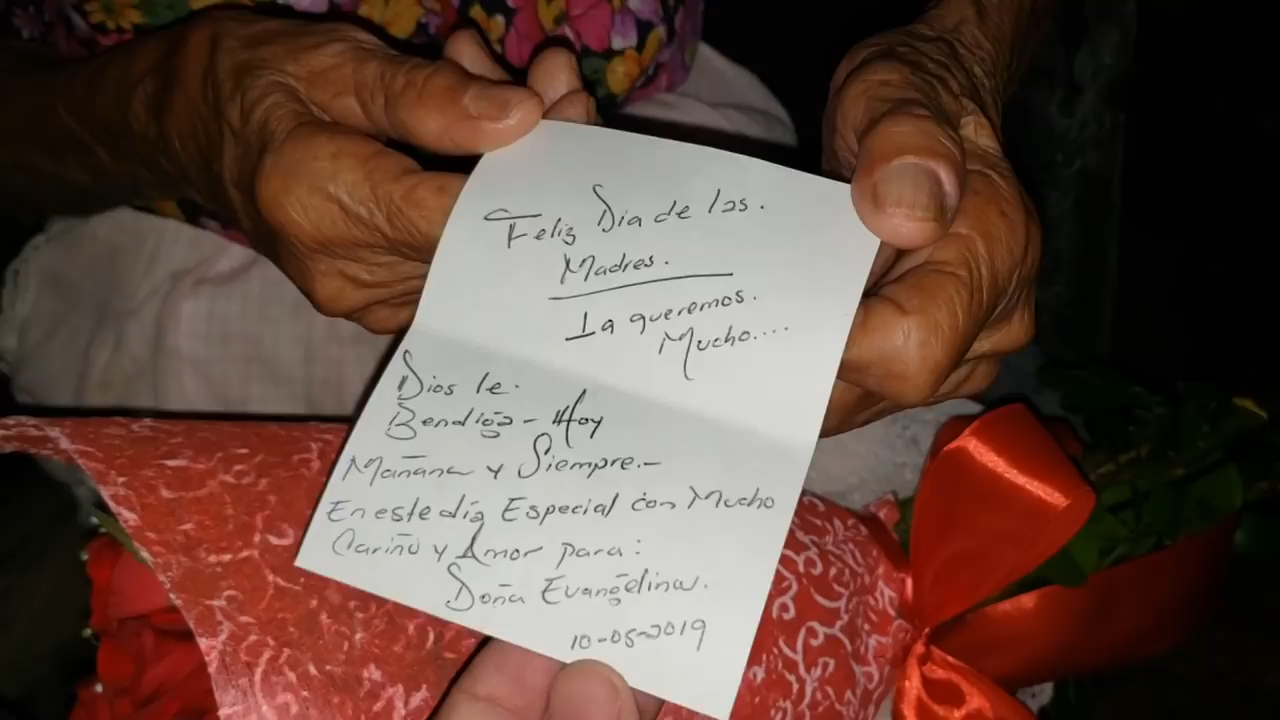 Feliz Dia de las.
Madres.
La queremos.
Mucho....
Dios le.
Bendiga - Hoy
Mañana y Siempre.-
En este día Especial con Mucho
Cariño y Amor para:
Doña Evangelina.
10-05-2019